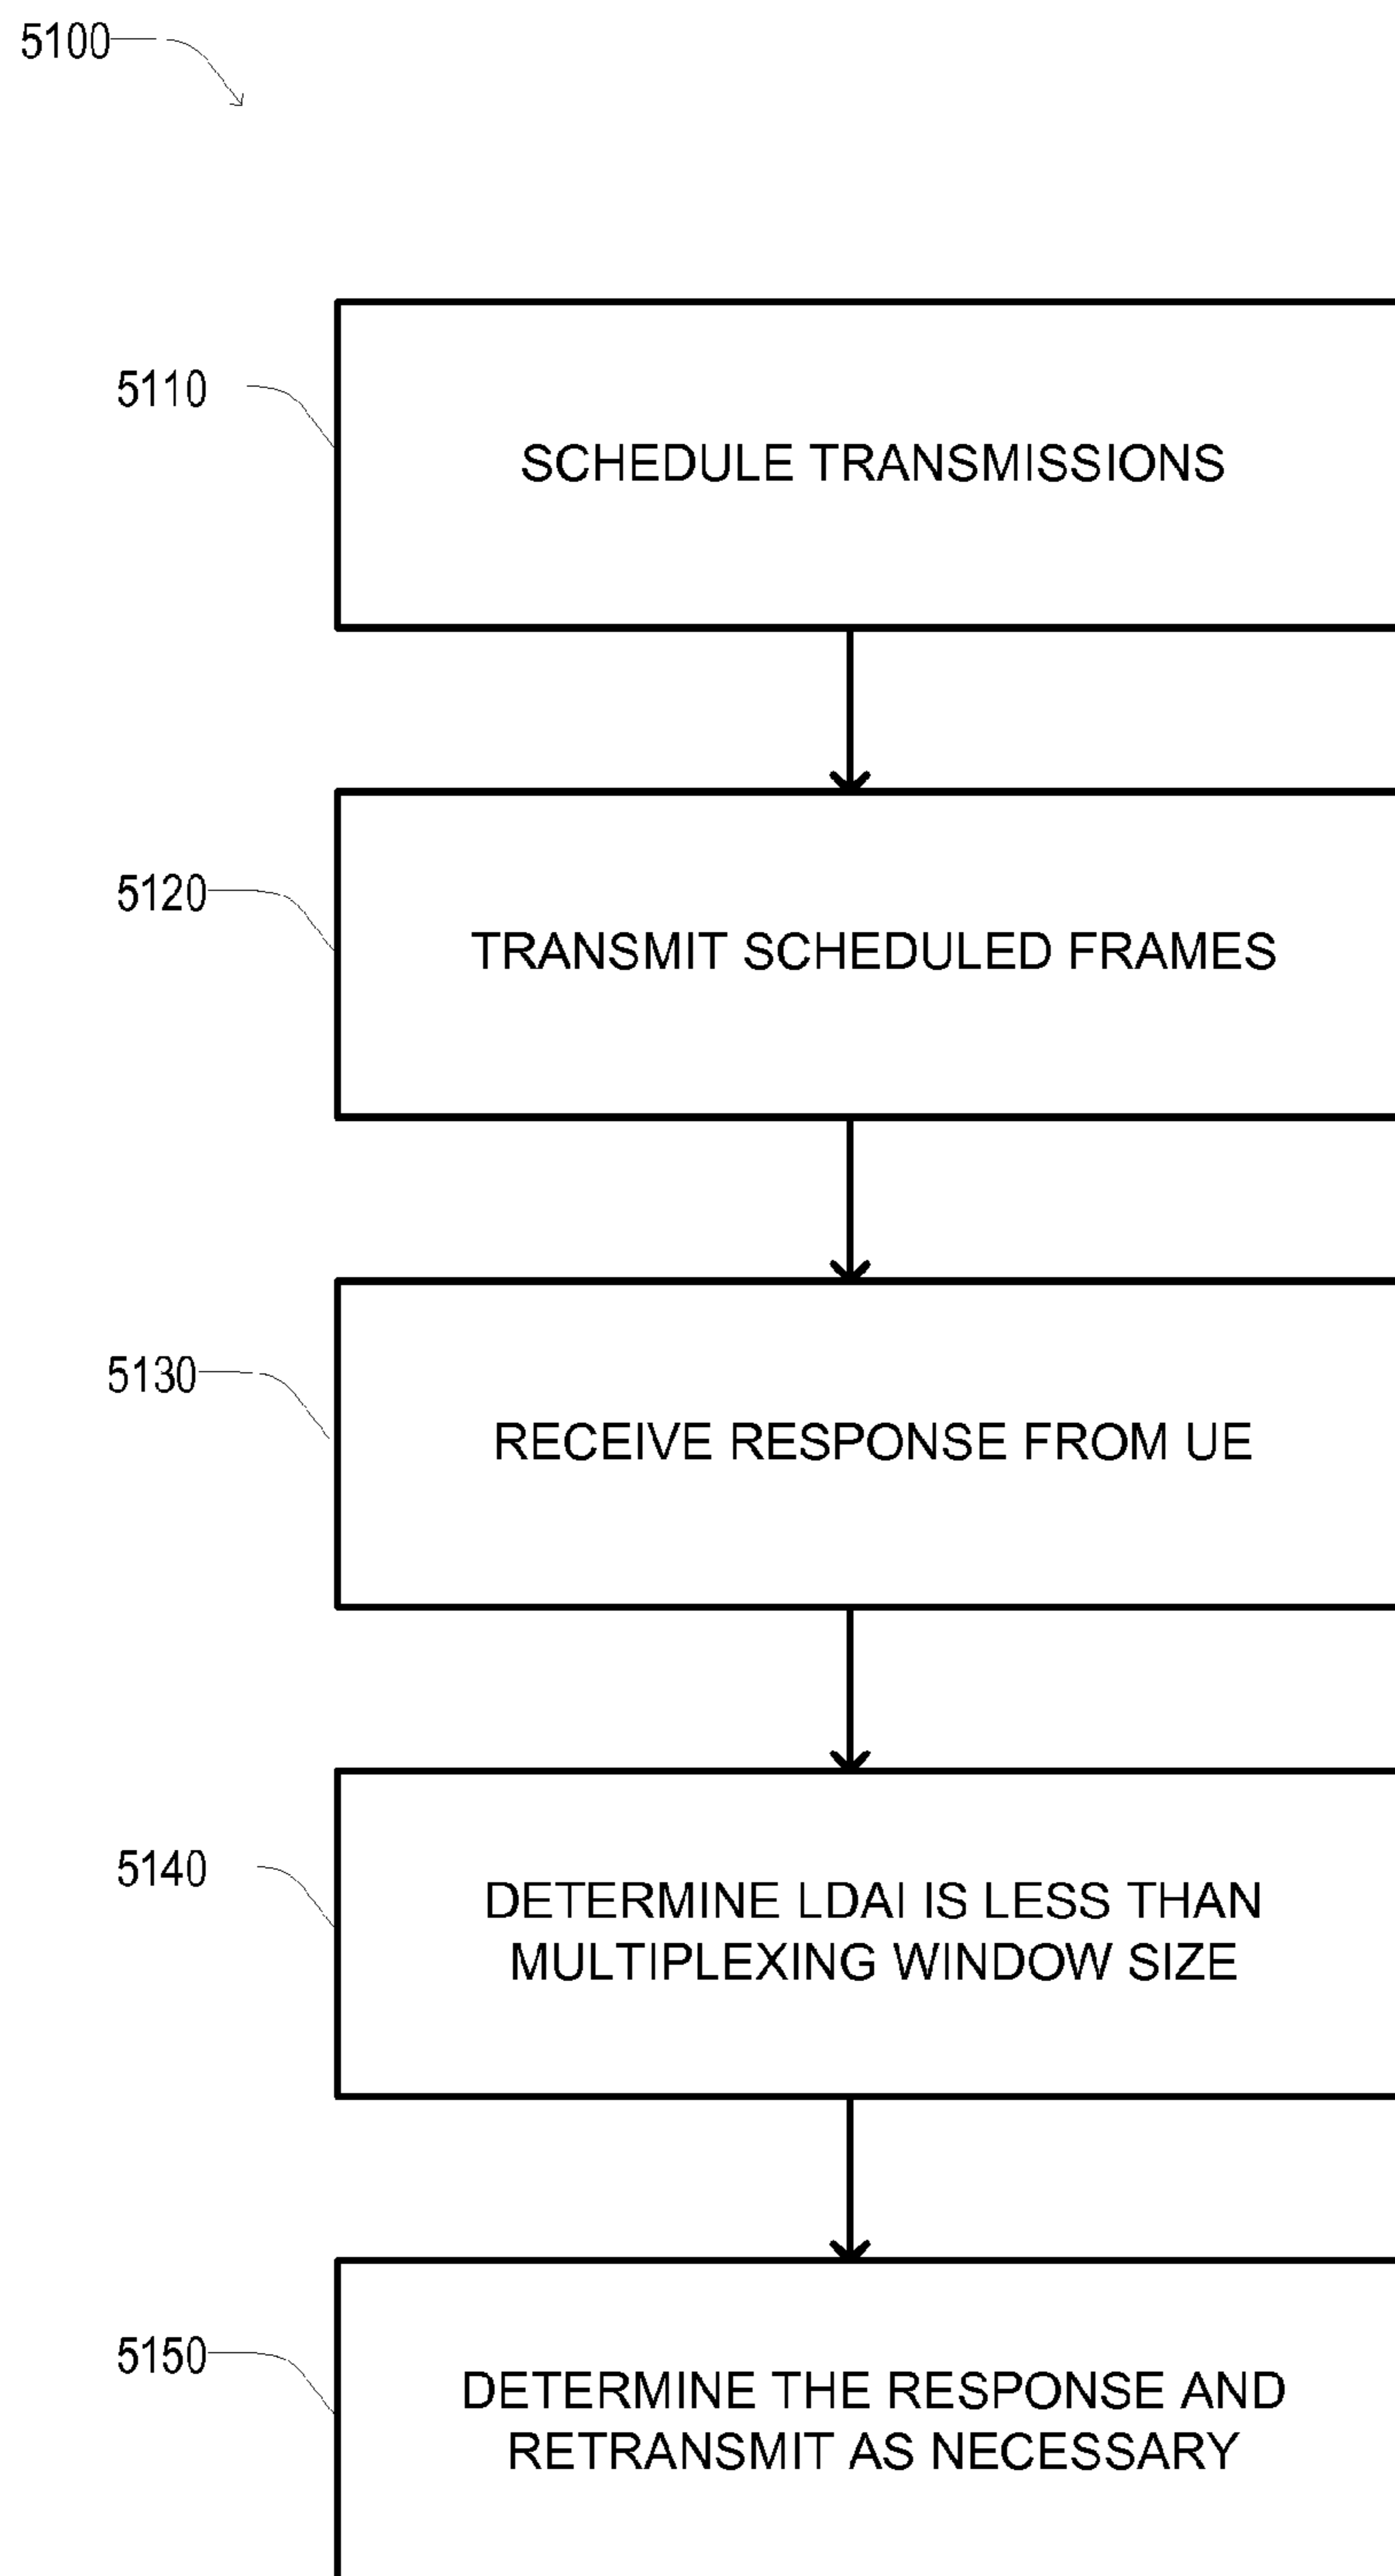 5100
5110
SCHEDULE TRANSMISSIONS
5120
TRANSMIT SCHEDULED FRAMES
5130
RECEIVE RESPONSE FROM UE
5140
DETERMINE LDAI IS LESS THAN
MULTIPLEXING WINDOW SIZE
5150
DETERMINE THE RESPONSE AND
RETRANSMIT AS NECESSARY